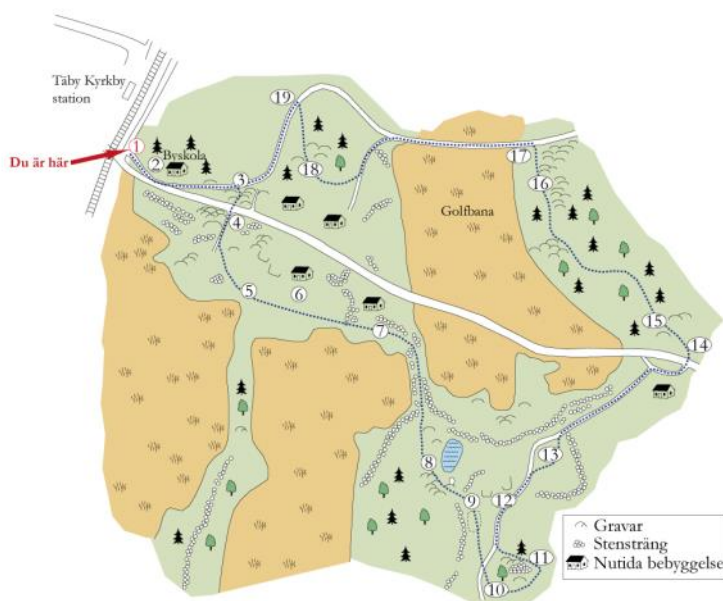 Täby Kyrkby
station
Du är här
1
2
Byskola
3
4
5
6
7
8
9
10
11
12
13
14
15
16
17
18
19
Golfbana
Gravar
Stensträng
Nutida bebyggelse